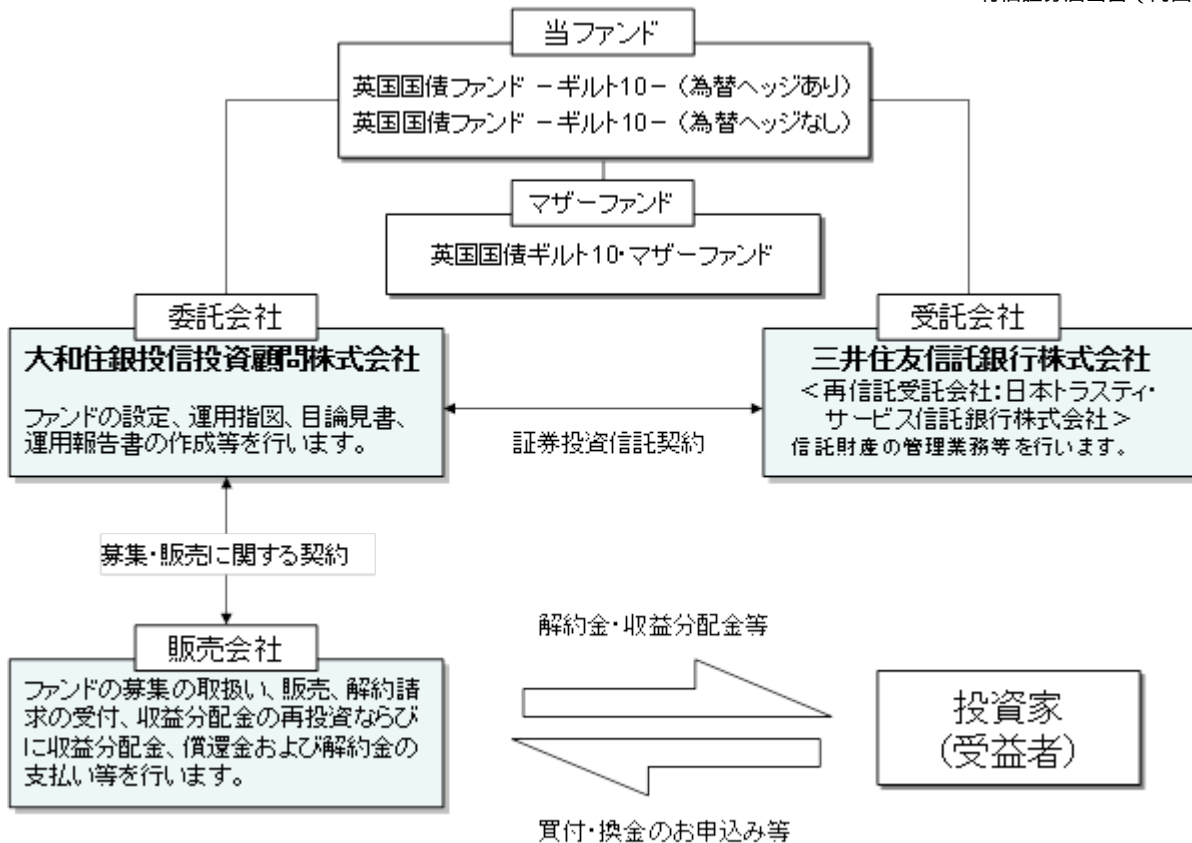 当ファンド
英国国債ファンド －ギルト10－（為替ヘッジあり）
英国国債ファンド －ギルト10－（為替ヘッジなし）
マザーファンド
英国国債ギルト10・マザーファンド
委託会社
大和住銀投信投資顧問株式会社
ファンドの設定、運用指図、目論見書、
運用報告書の作成等を行います。
証券投資信託契約
受託会社
三井住友信託銀行株式会社
＜再信託受託会社：日本トラスティ・
サービス信託銀行株式会社＞
信託財産の管理業務等を行います。
募集・販売に関する契約
販売会社
ファンドの募集の取扱い、販売、解約請
求の受付、収益分配金の再投資ならび
に収益分配金、償還金および解約金の
支払い等を行います。
解約金・収益分配金等
買付・換金のお申込み等
投資家
（受益者）